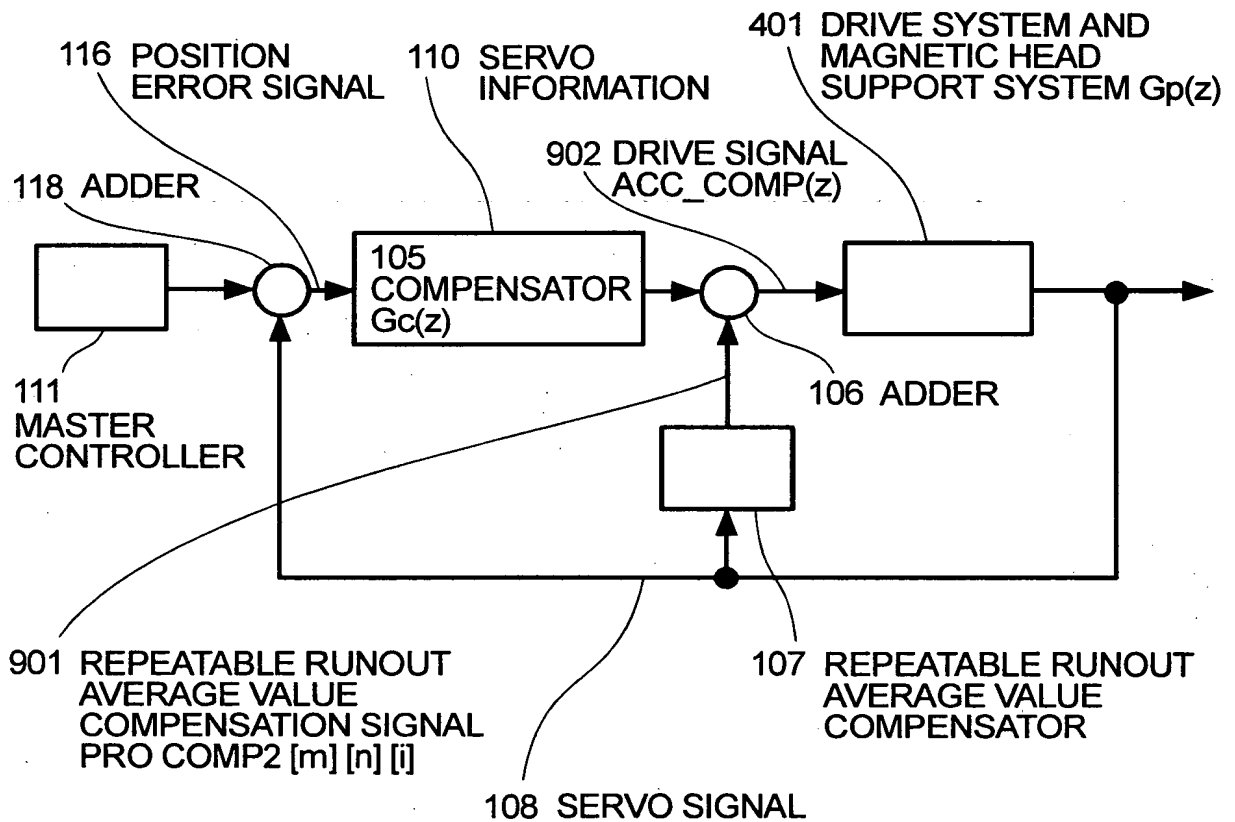 116 POSITION
ERROR SIGNAL
110 SERVO
INFORMATION
401 DRIVE SYSTEM AND
MAGNETIC HEAD
SUPPORT SYSTEM Gp(z)
902 DRIVE SIGNAL
ACC_COMP(z)
118 ADDER
105
COMPENSATOR
Gc(z)
111
MASTER
CONTROLLER
106 ADDER
901 REPEATABLE RUNOUT
AVERAGE VALUE
COMPENSATION SIGNAL
PRO COMP2 [m] [n] [i]
107 REPEATABLE RUNOUT
AVERAGE VALUE
COMPENSATOR
108 SERVO SIGNAL